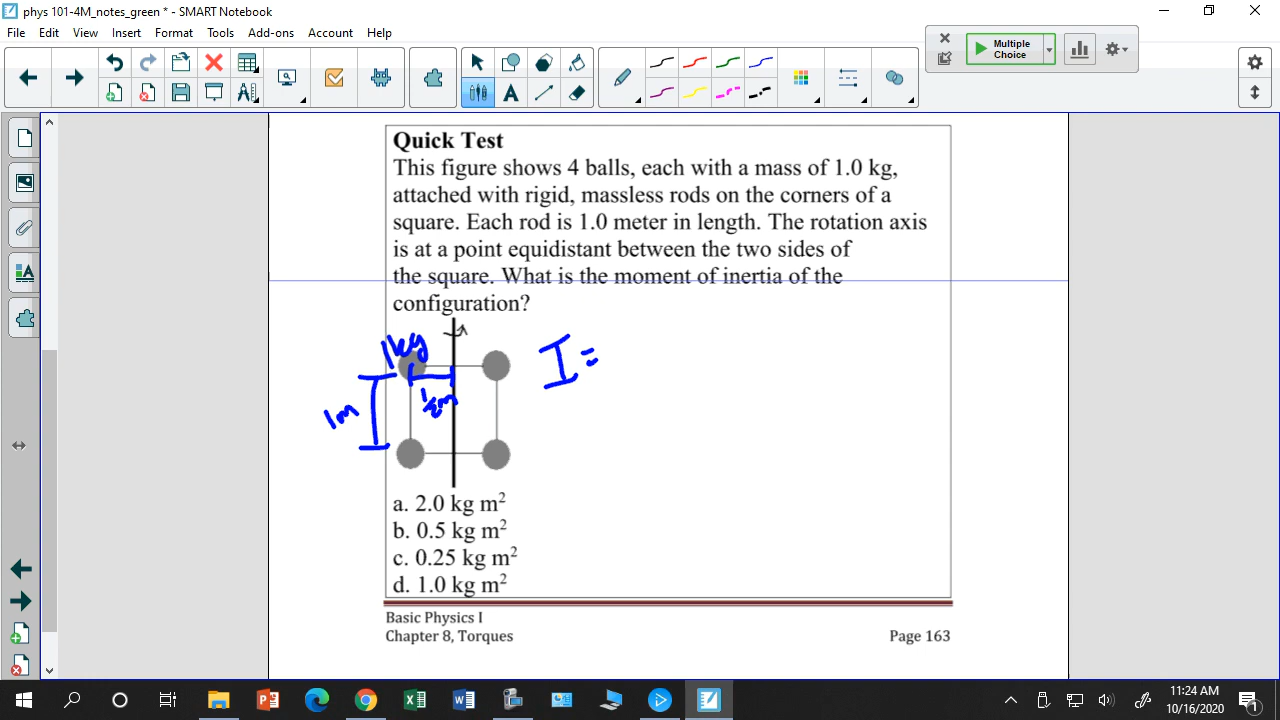 phys 101-4M_notes_green * - SMART Notebook
File Edit View Insert Format Tools Add-ons Account Help
Multiple
Choice
Quick Test
This figure shows 4 balls, each with a mass of 1.0 kg,
attached with rigid, massless rods on the corners of a
square. Each rod is 1.0 meter in length. The rotation axis
is at a point equidistant between the two sides of
the square. What is the moment of inertia of the
configuration?
1kg
I =
1m
1/2m
a. 2.0 kg m²
b. 0.5 kg m²
c. 0.25 kg m²
d. 1.0 kg m²
Basic Physics I
Chapter 8, Torques Page 163
11:24 AM
10/16/2020
1